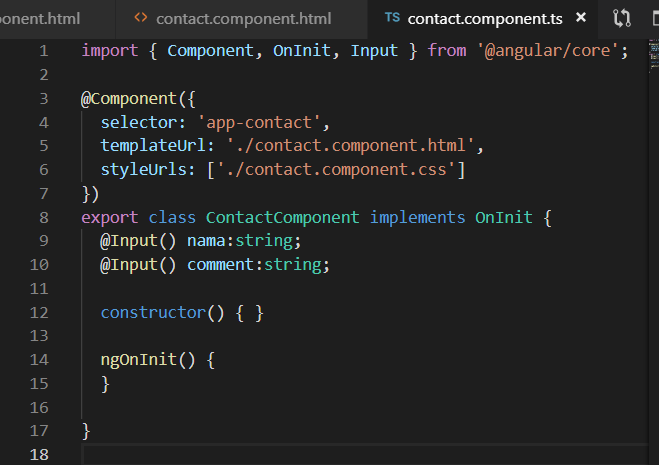 onent.html <> contact.component.html TS contact.component.ts ×
1 import { Component, OnInit, Input } from '@angular/core';
2
3 @Component({
4   selector: 'app-contact',
5   templateUrl: './contact.component.html',
6   styleUrls: ['./contact.component.css']
7 })
8 export class ContactComponent implements OnInit {
9   @Input() nama:string;
10   @Input() comment:string;
11
12   constructor() { }
13
14   ngOnInit() {
15   }
16
17 }
18